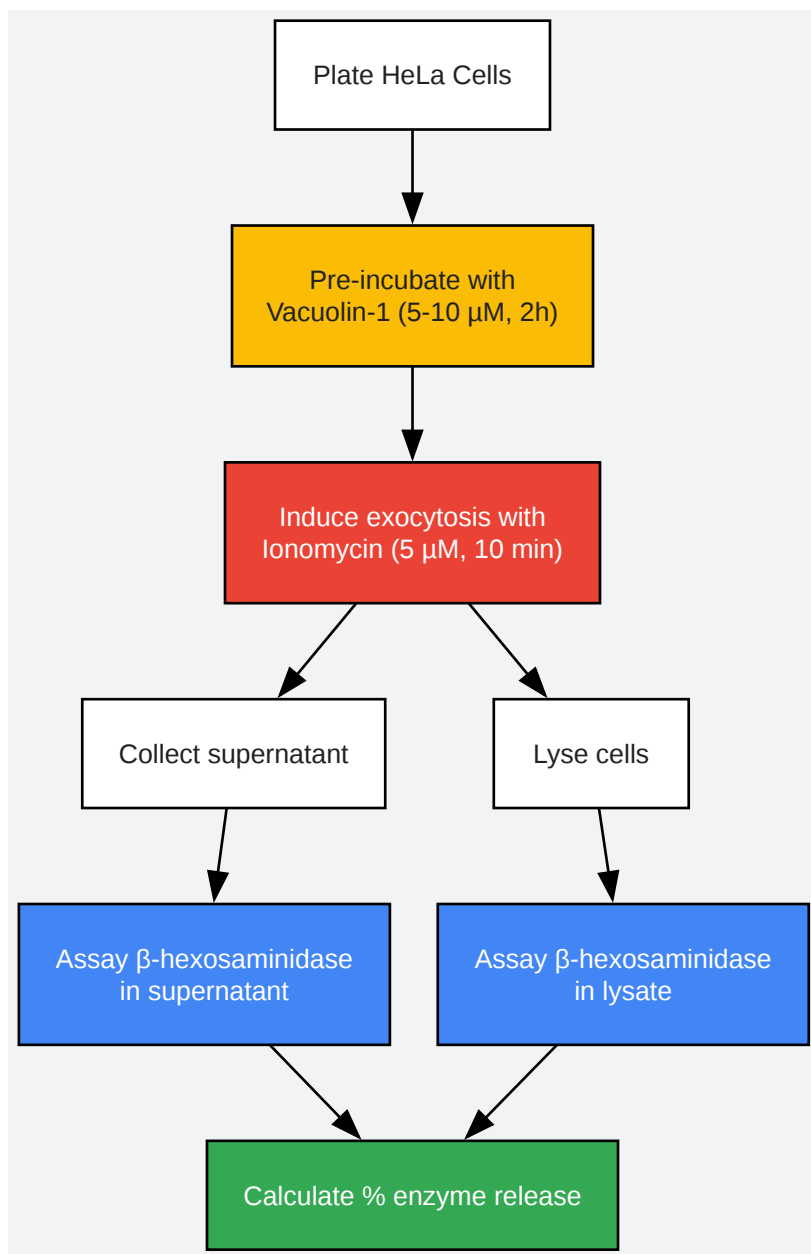 Plate HeLa Cells
Pre-incubate with
Vacuolin-1 (5-10 µM, 2h)
Induce exocytosis with
Ionomycin (5 µM, 10 min)
Collect supernatant
Lyse cells
Assay β-hexosaminidase
in supernatant
Assay β-hexosaminidase
in lysate
Calculate % enzyme release